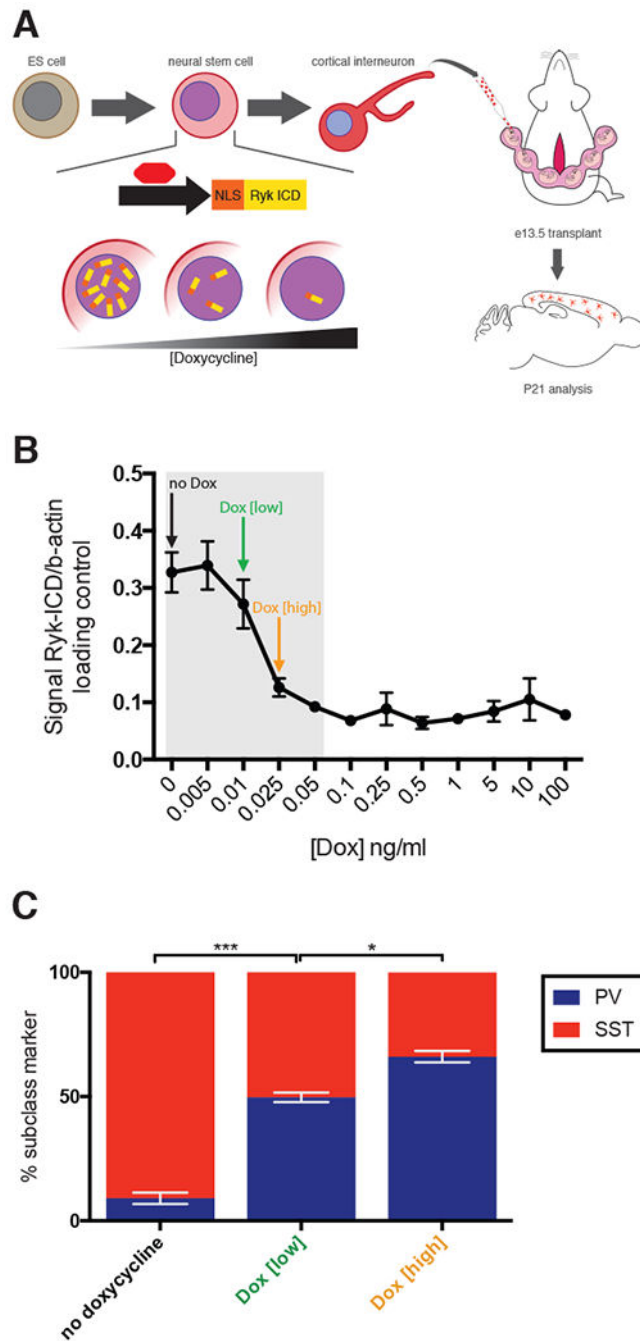 A
ES cell
neural stem cell
cortical interneuron
NLS
Ryk ICD
[Doxycycline]
e13.5 transplant
P21 analysis
B
Signal Ryk-ICD/b-actin
loading control
0.5
0.4
0.3
0.2
0.1
0.0
no Dox
Dox [low]
Dox [high]
0
0.005
0.01
0.025
0.05
0.1
0.25
0.5
1
5
10
100
[Dox] ng/ml
C
% subclass marker
100
50
0
***
*
PV
SST
no doxycycline
Dox [low]
Dox [high]